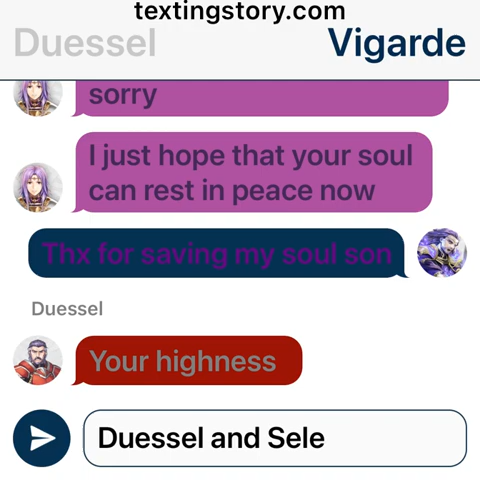 textingstory.com
Duessel
Vigarde
sorry
I just hope that your soul
can rest in peace now
Thx for saving my soul son
Duessel
Your highness
Duessel and Sele